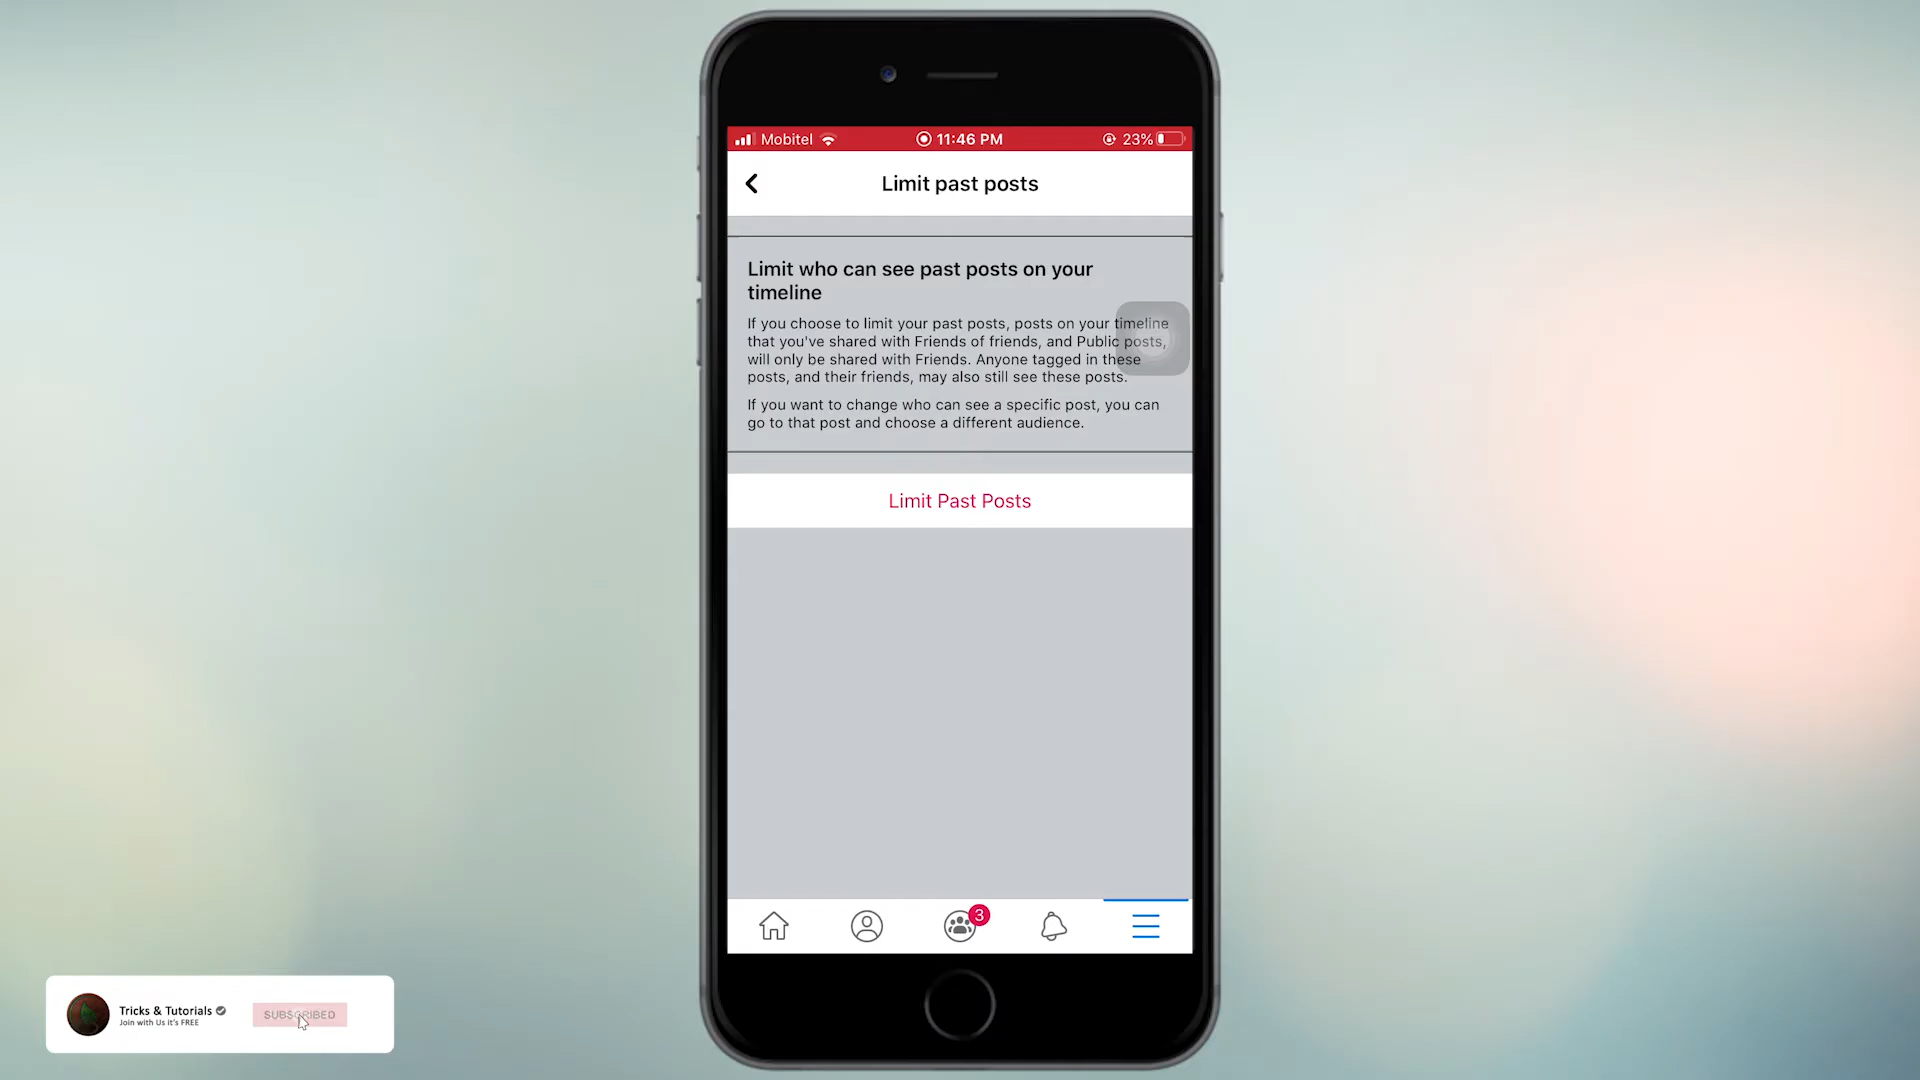 Mobitel 11:46 PM 23%
Limit past posts
Limit who can see past posts on your
timeline
If you choose to limit your past posts, posts on your timeline
that you've shared with Friends of friends, and Public posts,
will only be shared with Friends. Anyone tagged in these
posts, and their friends, may also still see these posts.
If you want to change who can see a specific post, you can
go to that post and choose a different audience.
Limit Past Posts
3
Tricks & Tutorials
Join with Us it's FREE
SUBSCRIBED